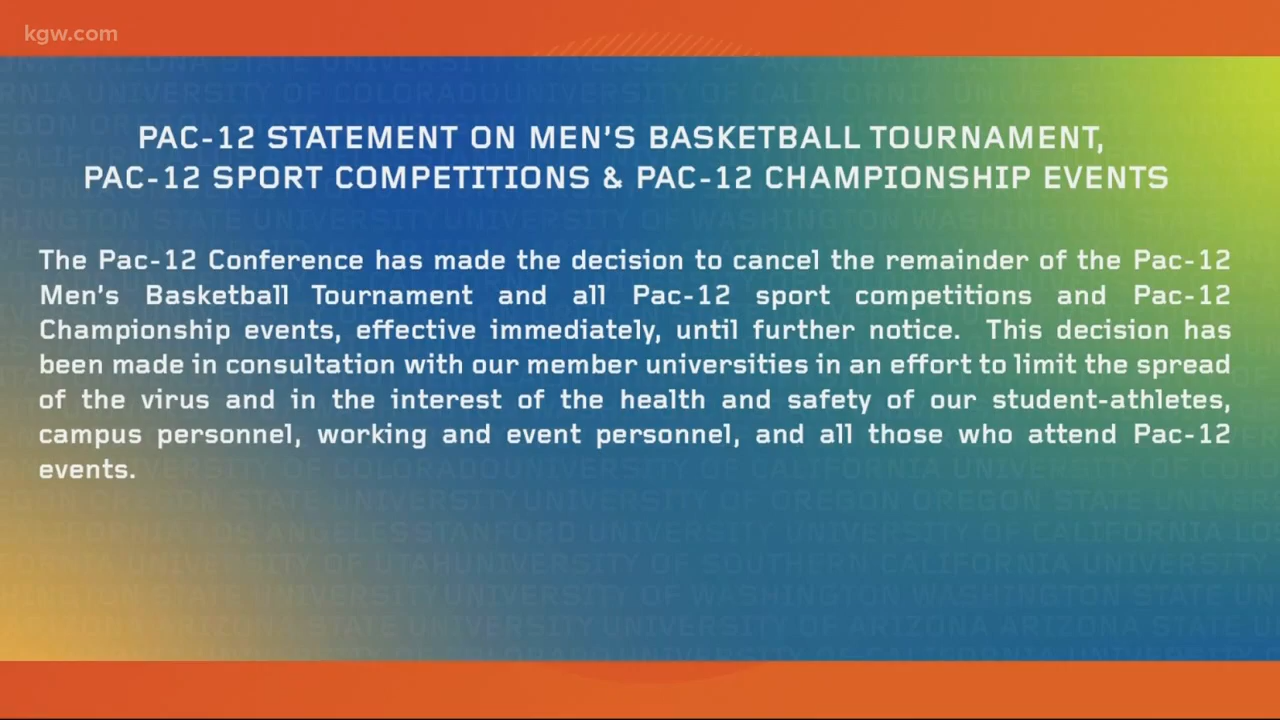 kgw.com
PAC-12 STATEMENT ON MEN'S BASKETBALL TOURNAMENT,
PAC-12 SPORT COMPETITIONS & PAC-12 CHAMPIONSHIP EVENTS
The Pac-12 Conference has made the decision to cancel the remainder of the Pac-12
Men's Basketball Tournament and all Pac-12 sport competitions and Pac-12
Championship events, effective immediately, until further notice. This decision has
been made in consultation with our member universities in an effort to limit the spread
of the virus and in the interest of the health and safety of our student-athletes,
campus personnel, working and event personnel, and all those who attend Pac-12
events.